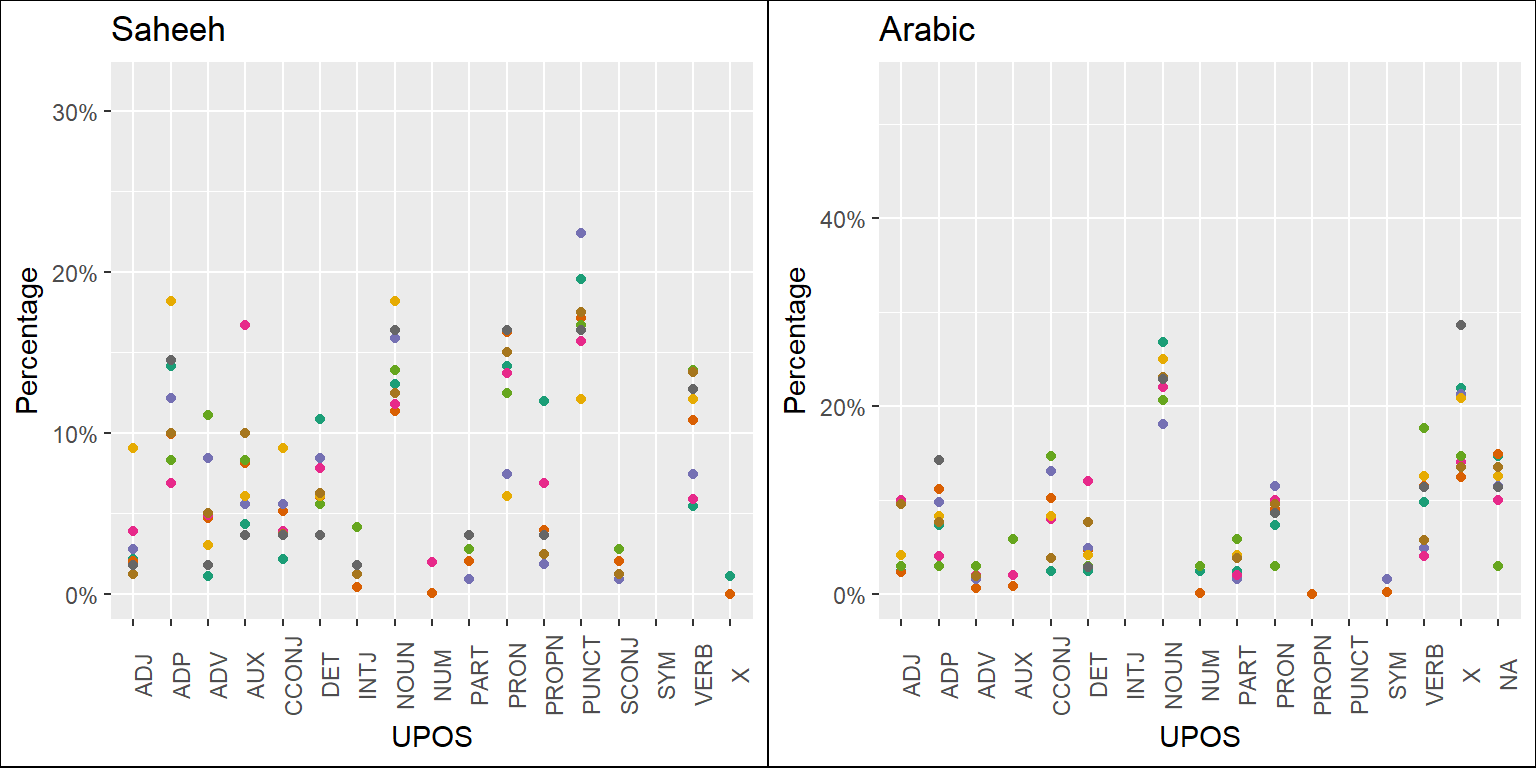 Saheeh
Percentage
30%
20%
10%
0%
ADJ
ADP
ADV
AUX
CCONJ
DET
INTJ
NOUN
NUM
PART
PRON
PROPN
PUNCT
SCONJ
SYM
VERB
X
UPOS
Arabic
Percentage
40%
20%
0%
ADJ
ADP
ADV
AUX
CCONJ
DET
INTJ
NOUN
NUM
PART
PRON
PROPN
PUNCT
SYM
VERB
X
NA
UPOS